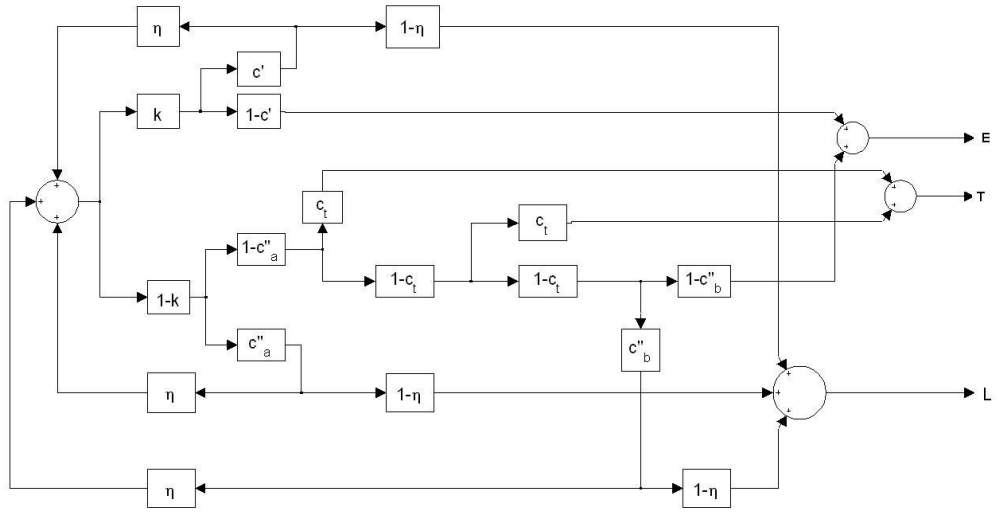 η
1-η
c'
k
1-c'
+
+
E
+
+
+
+
T
+
c_t
c_t
+
1-c"_a
1-c_t
1-c_t
1-c"_b
1-k
c"_a
c"_b
+
η
1-η
+
L
+
η
1-η